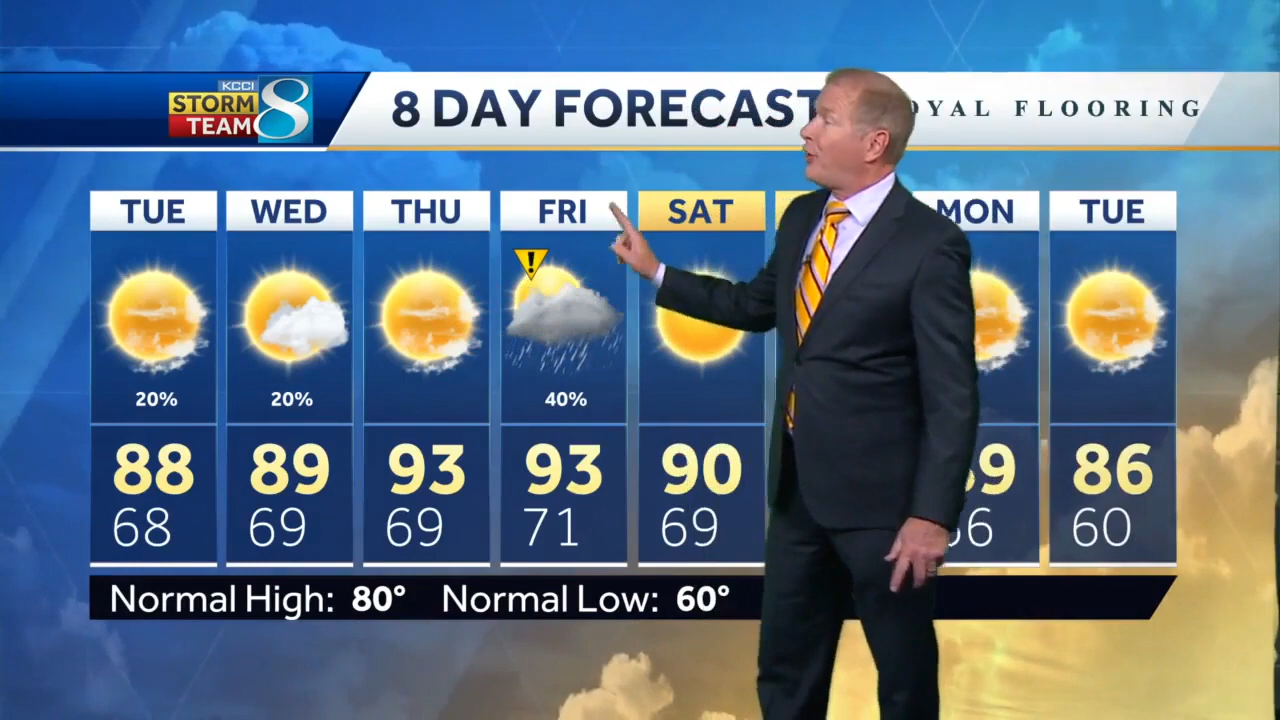 KCCI
STORM
TEAM 8
8 DAY FORECAST
OYAL FLOORING
TUE WED THU FRI SAT MON TUE
!
20% 20% 40%
88 89 93 93 90 86
68 69 69 71 69 60
Normal High: 80° Normal Low: 60°